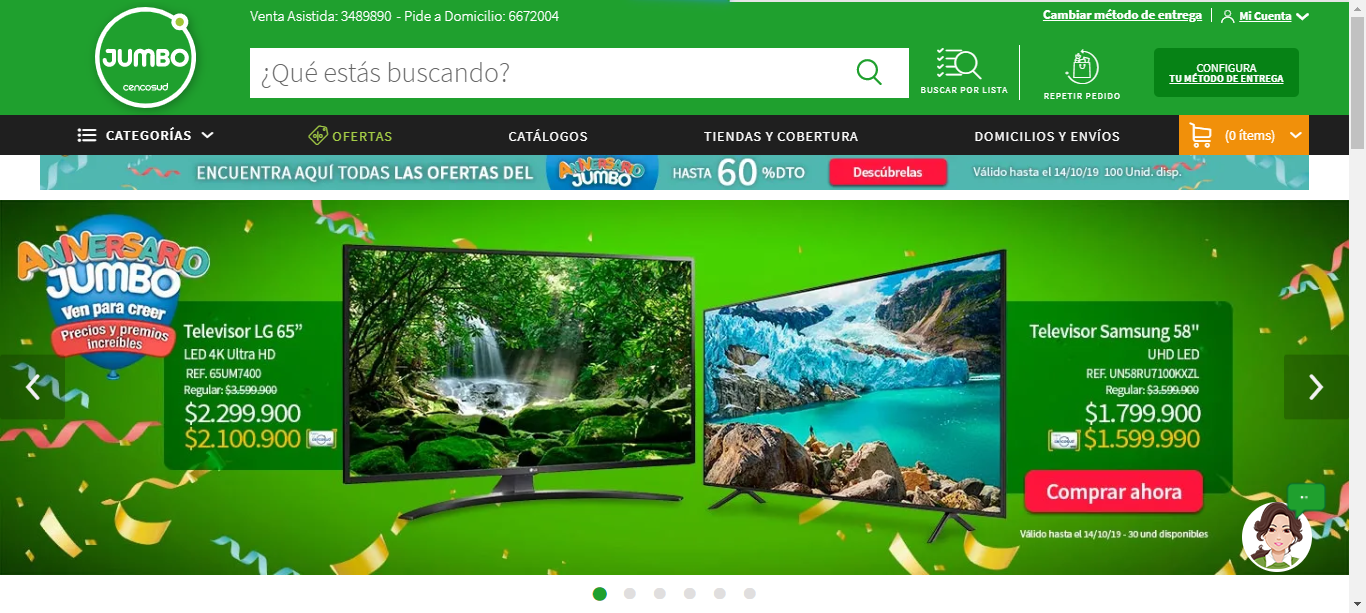 Venta Asistida: 3489890 - Pide a Domicilio: 6672004
Cambiar método de entrega
Mi Cuenta
JUMBO
cencosud
¿Qué estás buscando?
BUSCAR POR LISTA
REPETIR PEDIDO
CONFIGURA
TU MÉTODO DE ENTREGA
CATEGORÍAS
OFERTAS
CATÁLOGOS
TIENDAS Y COBERTURA
DOMICILIOS Y ENVÍOS
(0 ítems)
ENCUENTRA AQUÍ TODAS LAS OFERTAS DEL
ANIVERSARIO
JUMBO
HASTA 60 %DTO
Descúbrelas
Válido hasta el 14/10/19 100 Unid. disp.
ANIVERSARIO
JUMBO
Ven para creer
Precios y premios
increíbles
Televisor LG 65”
LED 4K Ultra HD
REF. 65UM7400
Regular: $3.599.900
$2.299.900
$2.100.900
cencosud
LG
Televisor Samsung 58"
UHD LED
REF. UN58RU7100KXZL
Regular: $3.599.900
$1.799.900
cencosud
$1.599.990
Comprar ahora
Válido hasta el 14/10/19 - 30 und disponibles